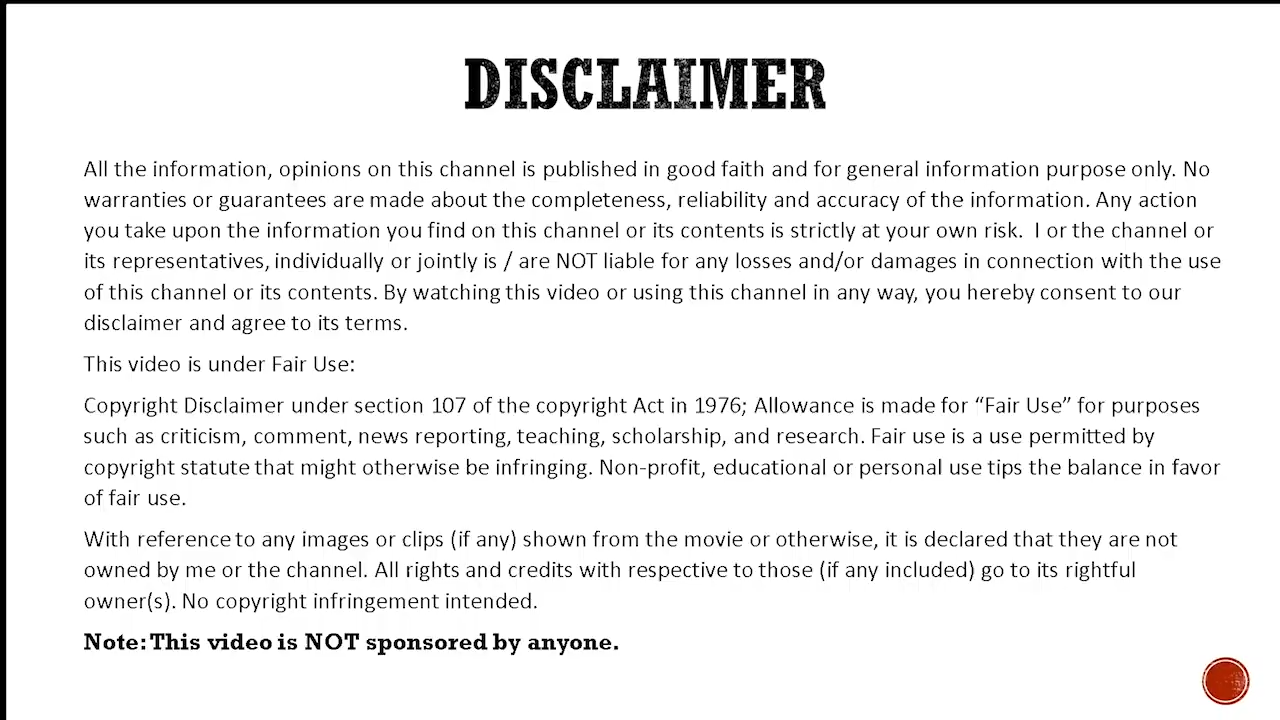 DISCLAIMER
All the information, opinions on this channel is published in good faith and for general information purpose only. No
warranties or guarantees are made about the completeness, reliability and accuracy of the information. Any action
you take upon the information you find on this channel or its contents is strictly at your own risk. I or the channel or
its representatives, individually or jointly is / are NOT liable for any losses and/or damages in connection with the use
of this channel or its contents. By watching this video or using this channel in any way, you hereby consent to our
disclaimer and agree to its terms.
This video is under Fair Use:
Copyright Disclaimer under section 107 of the copyright Act in 1976; Allowance is made for “Fair Use” for purposes
such as criticism, comment, news reporting, teaching, scholarship, and research. Fair use is a use permitted by
copyright statute that might otherwise be infringing. Non-profit, educational or personal use tips the balance in favor
of fair use.
With reference to any images or clips (if any) shown from the movie or otherwise, it is declared that they are not
owned by me or the channel. All rights and credits with respective to those (if any included) go to its rightful
owner(s). No copyright infringement intended.
Note: This video is NOT sponsored by anyone.